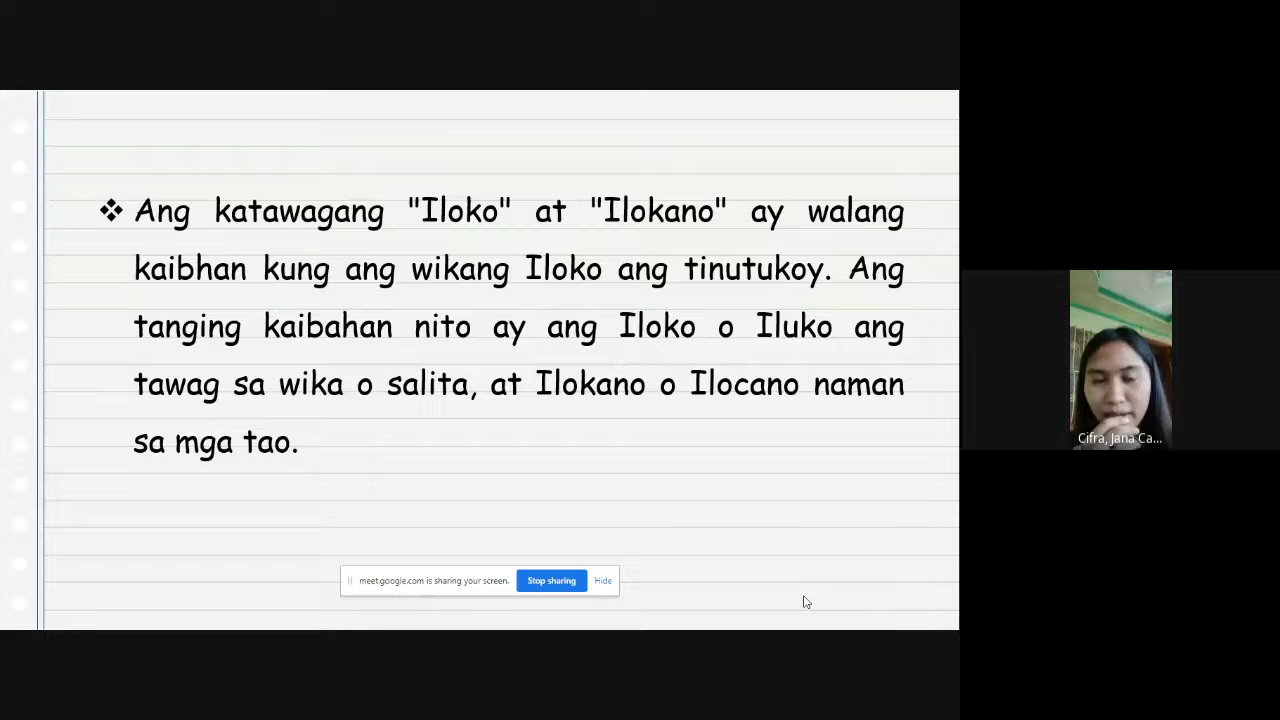 ❖ Ang katawagang "Iloko" at "Ilokano" ay walang
kaibhan kung ang wikang Iloko ang tinutukoy. Ang
tanging kaibahan nito ay ang Iloko o Iluko ang
tawag sa wika o salita, at Ilokano o Ilocano naman
sa mga tao.
meet.google.com is sharing your screen. Stop sharing Hide
Cifra, Jana Ca...